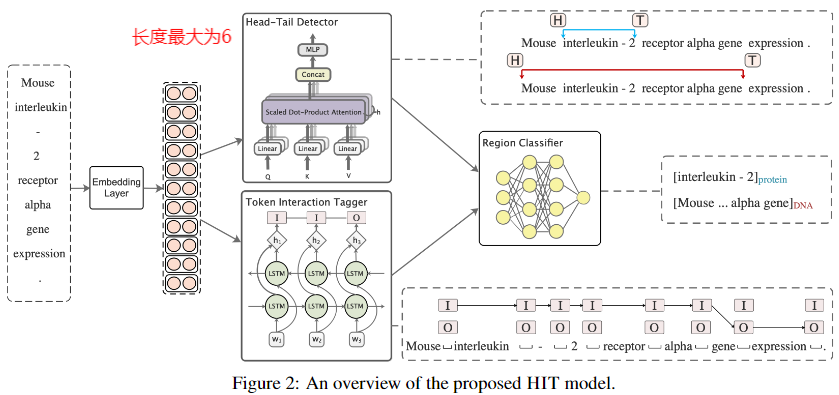 长度最大为6
Head-Tail Detector
MLP
Concat
Scaled Dot-Product Attention
h
Linear
Linear
Linear
Q
K
V
H
T
Mouse interleukin - 2 receptor alpha gene expression .
H
T
Mouse interleukin - 2 receptor alpha gene expression .
Mouse
interleukin
-
2
receptor
alpha
gene
expression
.
Embedding
Layer
Region Classifier
[interleukin - 2]protein
[Mouse ... alpha gene]DNA
Token Interaction Tagger
I
I
O
h1
h2
h3
LSTM
LSTM
LSTM
LSTM
LSTM
LSTM
w1
w2
w3
I I I I I I I I
O O O O O O O O
Mouse interleukin - 2 receptor alpha gene expression .
Figure 2: An overview of the proposed HIT model.